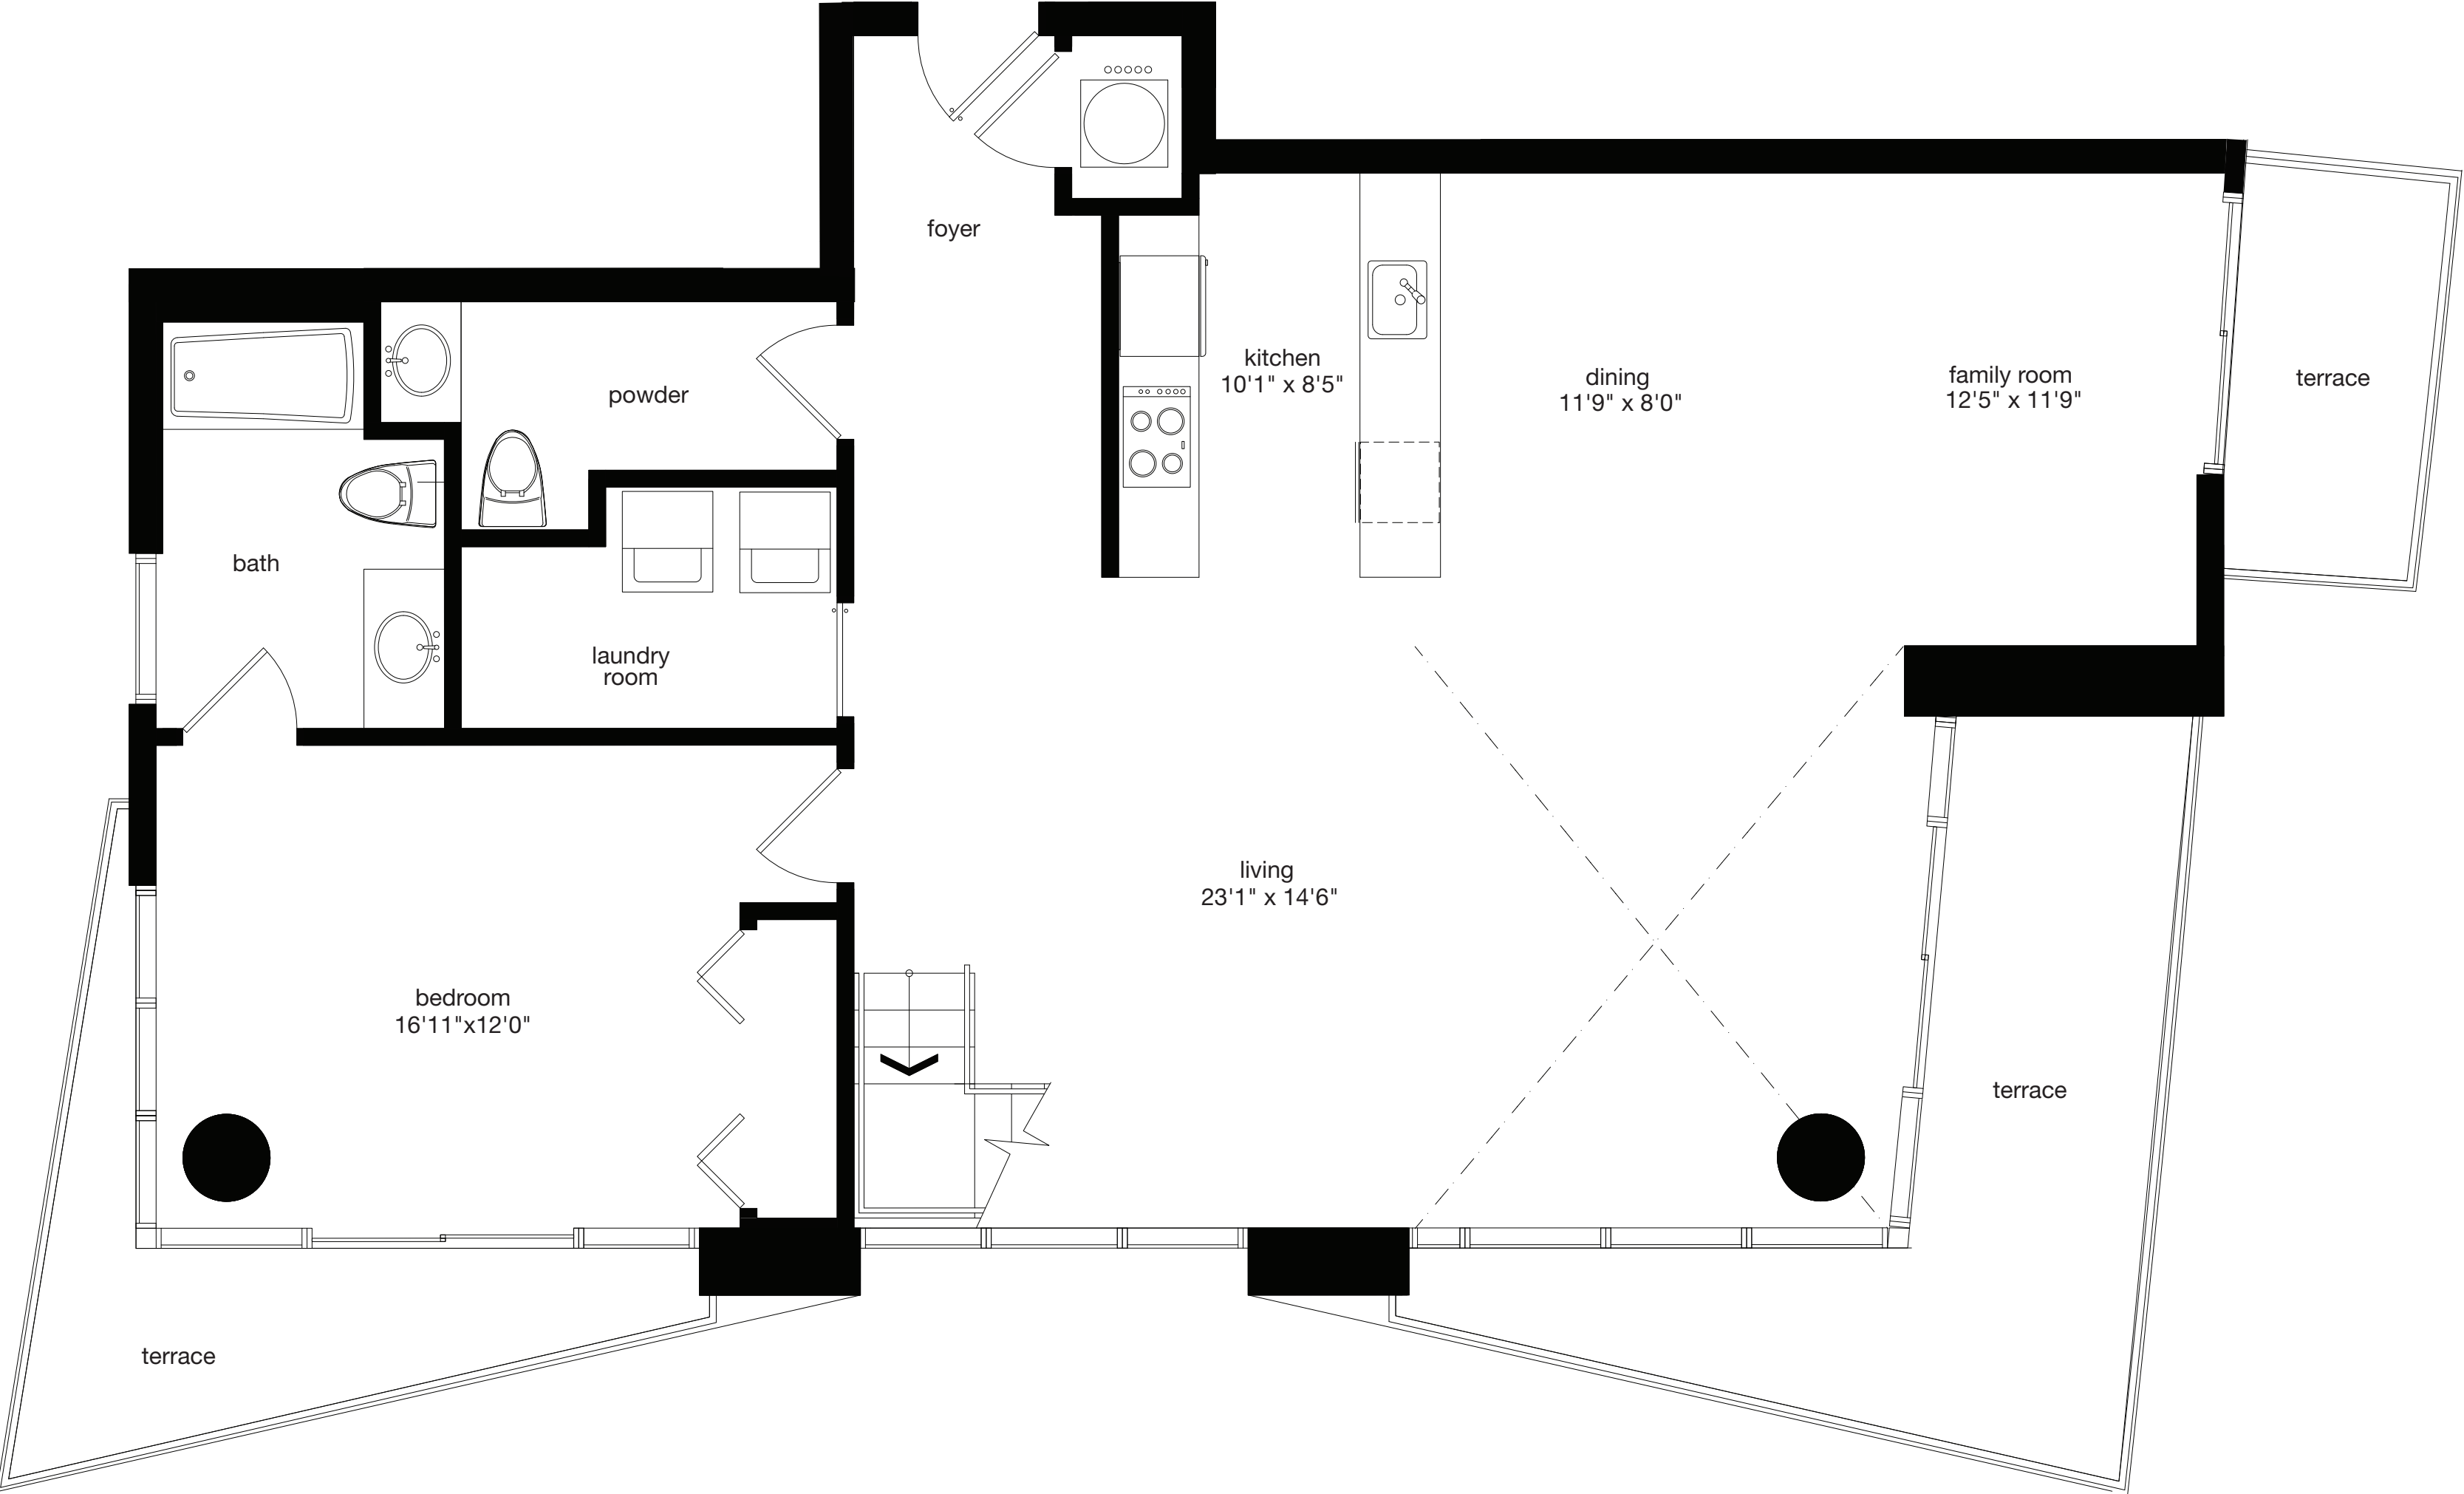 foyer
kitchen
10'1" x 8'5"
dining
11'9" x 8'0"
family room
12'5" x 11'9"
terrace
powder
bath
laundry
room
living
23'1" x 14'6"
bedroom
16'11"x12'0"
terrace
terrace